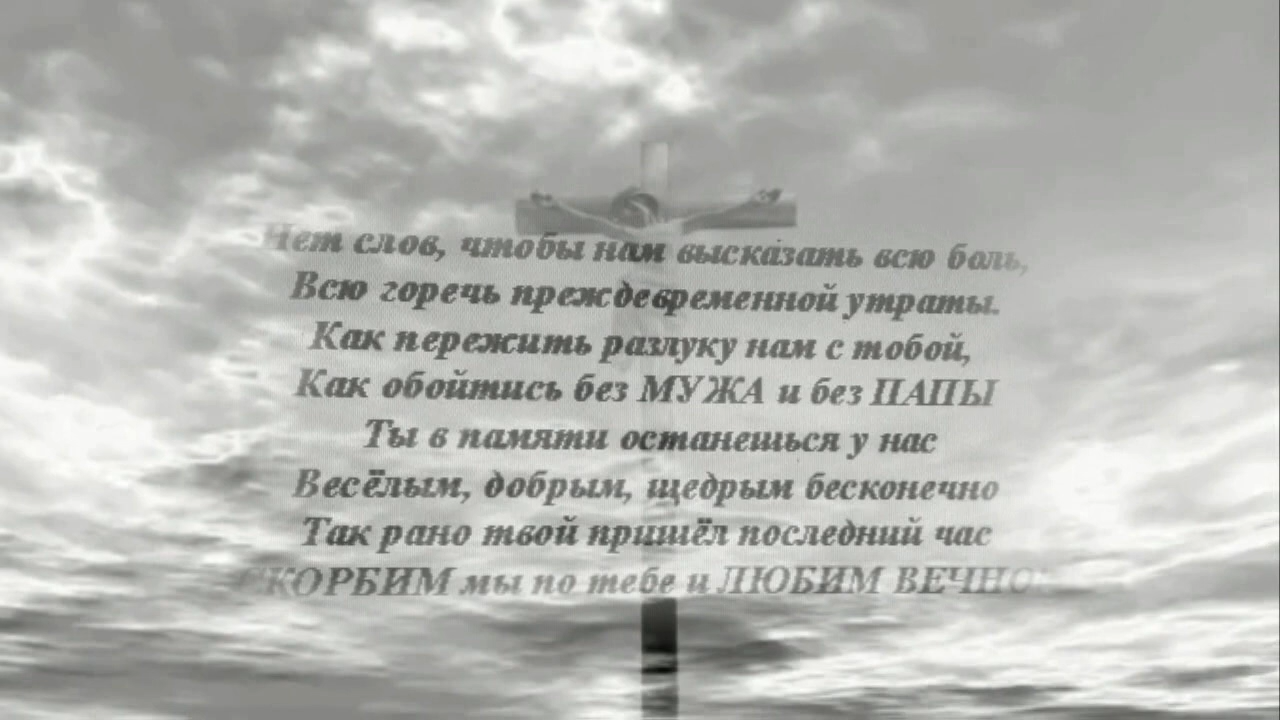 Нет слов, чтобы нам высказать всю боль,
Всю горечь преждевременной утраты.
Как пережить разлуку нам с тобой,
Как обойтись без МУЖА и без ПАПЫ
Ты в памяти останешься у нас
Весёлым, добрым, щедрым бесконечно
Так рано твой пришёл последний час
СКОРБИМ мы по тебе и ЛЮБИМ ВЕЧНО!